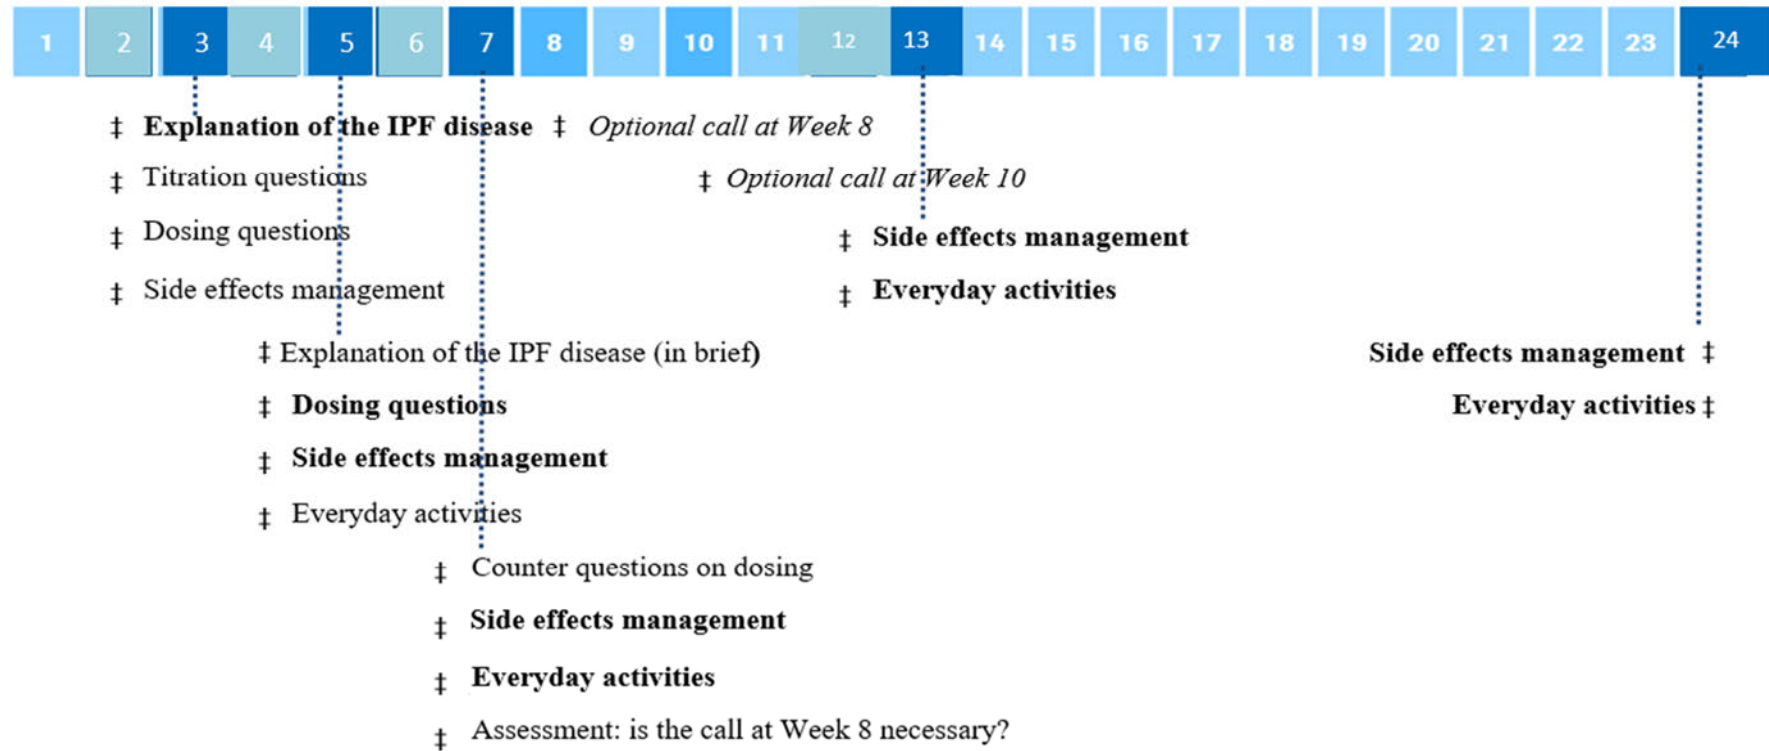 1 2 3 4 5 6 7 8 9 10 11 12 13 14 15 16 17 18 19 20 21 22 23 24
‡ Explanation of the IPF disease ‡ Optional call at Week 8
‡ Titration questions ‡ Optional call at Week 10
‡ Dosing questions ‡ Side effects management
‡ Side effects management ‡ Everyday activities
‡ Explanation of the IPF disease (in brief) Side effects management ‡
‡ Dosing questions Everyday activities ‡
‡ Side effects management
‡ Everyday activities
‡ Counter questions on dosing
‡ Side effects management
‡ Everyday activities
‡ Assessment: is the call at Week 8 necessary?